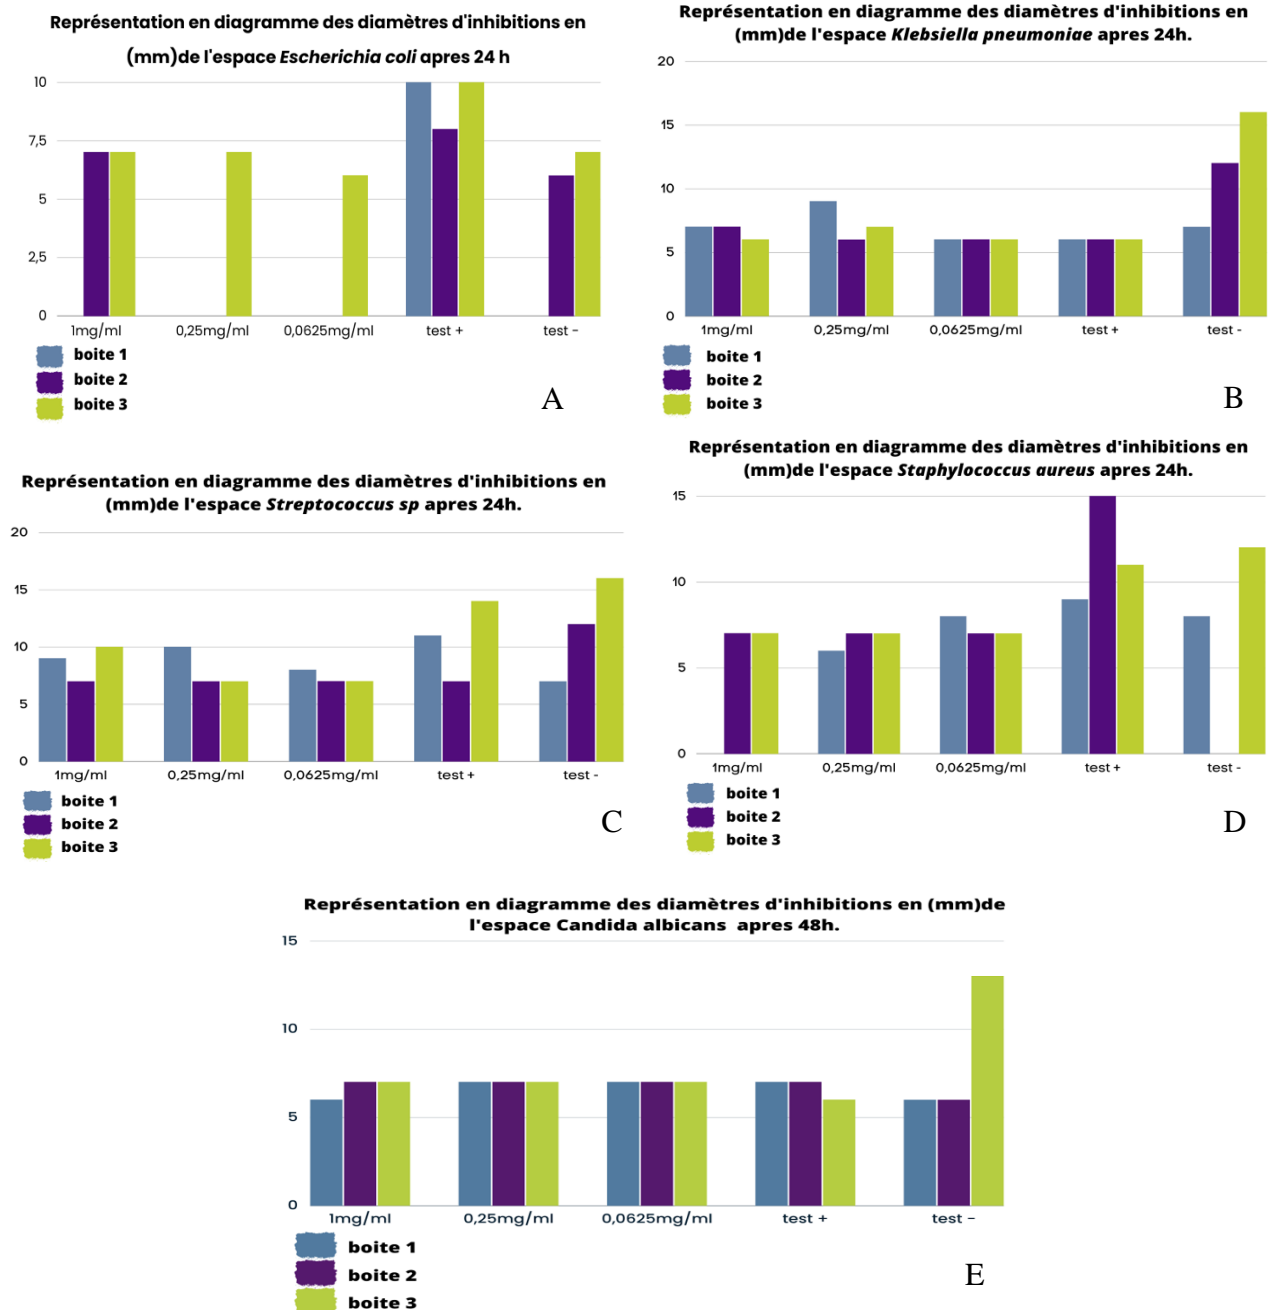 Représentation en diagramme des diamètres d'inhibitions en
(mm)de l'espace Escherichia coli apres 24 h
10
7,5
5
2,5
0
1mg/ml
0,25mg/ml
0,0625mg/ml
test +
test -
boite 1
boite 2
boite 3
A
Représentation en diagramme des diamètres d'inhibitions en
(mm)de l'espace Klebsiella pneumoniae apres 24h.
20
15
10
5
0
1mg/ml
0,25mg/ml
0,0625mg/ml
test +
test -
boite 1
boite 2
boite 3
B
Représentation en diagramme des diamètres d'inhibitions en
(mm)de l'espace Streptococcus sp apres 24h.
20
15
10
5
0
1mg/ml
0,25mg/ml
0,0625mg/ml
test +
test -
boite 1
boite 2
boite 3
C
Représentation en diagramme des diamètres d'inhibitions en
(mm)de l'espace Staphylococcus aureus apres 24h.
15
10
5
0
1mg/ml
0,25mg/ml
0,0625mg/ml
test +
test -
boite 1
boite 2
boite 3
D
Représentation en diagramme des diamètres d'inhibitions en (mm)de
l'espace Candida albicans apres 48h.
15
10
5
0
1mg/ml
0,25mg/ml
0,0625mg/ml
test +
test -
boite 1
boite 2
boite 3
E